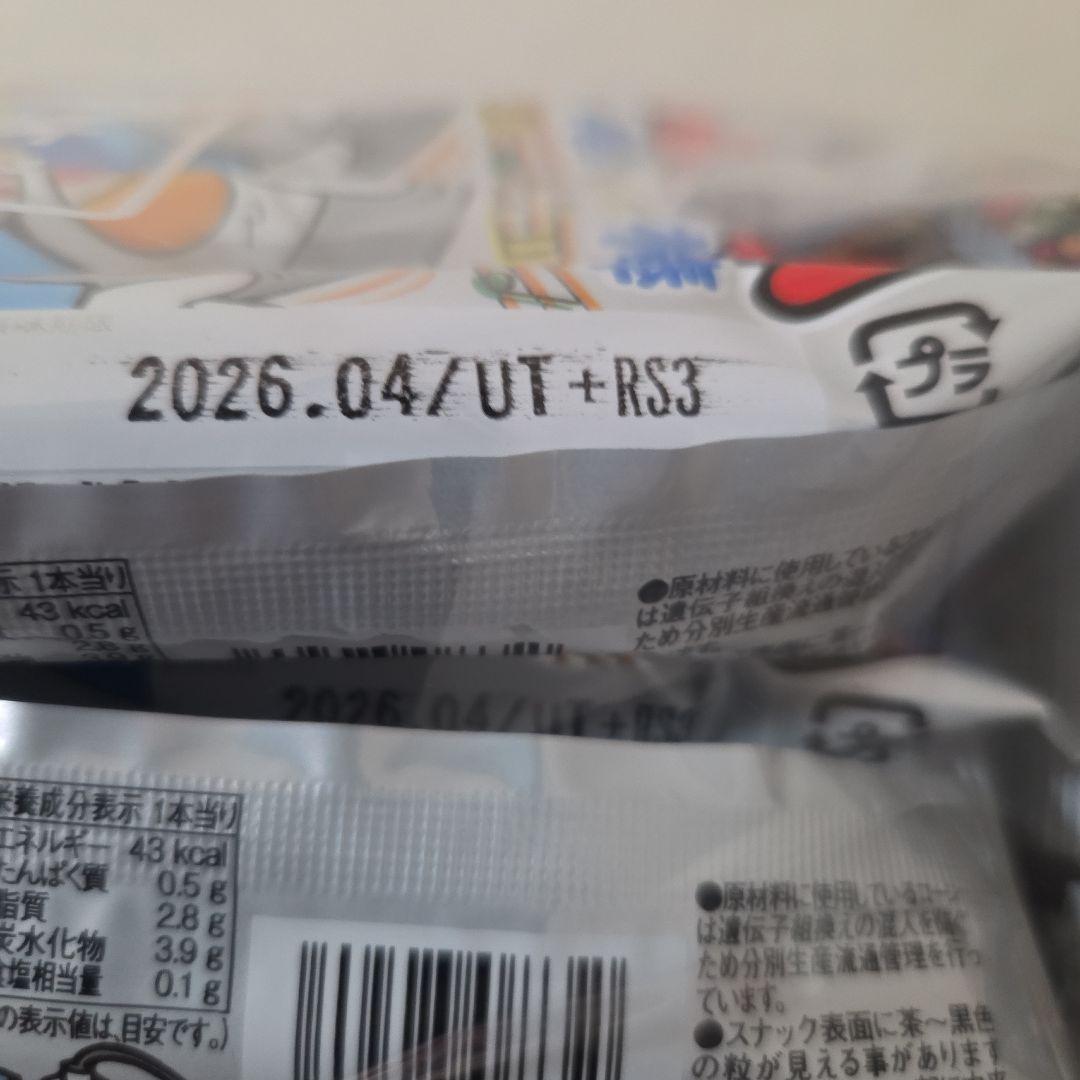 2026.04/UT+RS3
プラ
示 1本当り
43 kcal
0.5 g
2.8 g
●原材料に使用している
は遺伝子組換えの混
ため分別生産流通管
2026.04/UT+RS3
プラ
栄養成分表示 1本当り
エネルギー 43 kcal
たんぱく質 0.5 g
脂質 2.8 g
炭水化物 3.9 g
食塩相当量 0.1 g
の表示値は、目安です。)
●原材料に使用しているコーン
は遺伝子組換えの混入を防ぐ
ため分別生産流通管理を行っ
ています。
●スナック表面に茶〜黒色
の粒が見える事があります